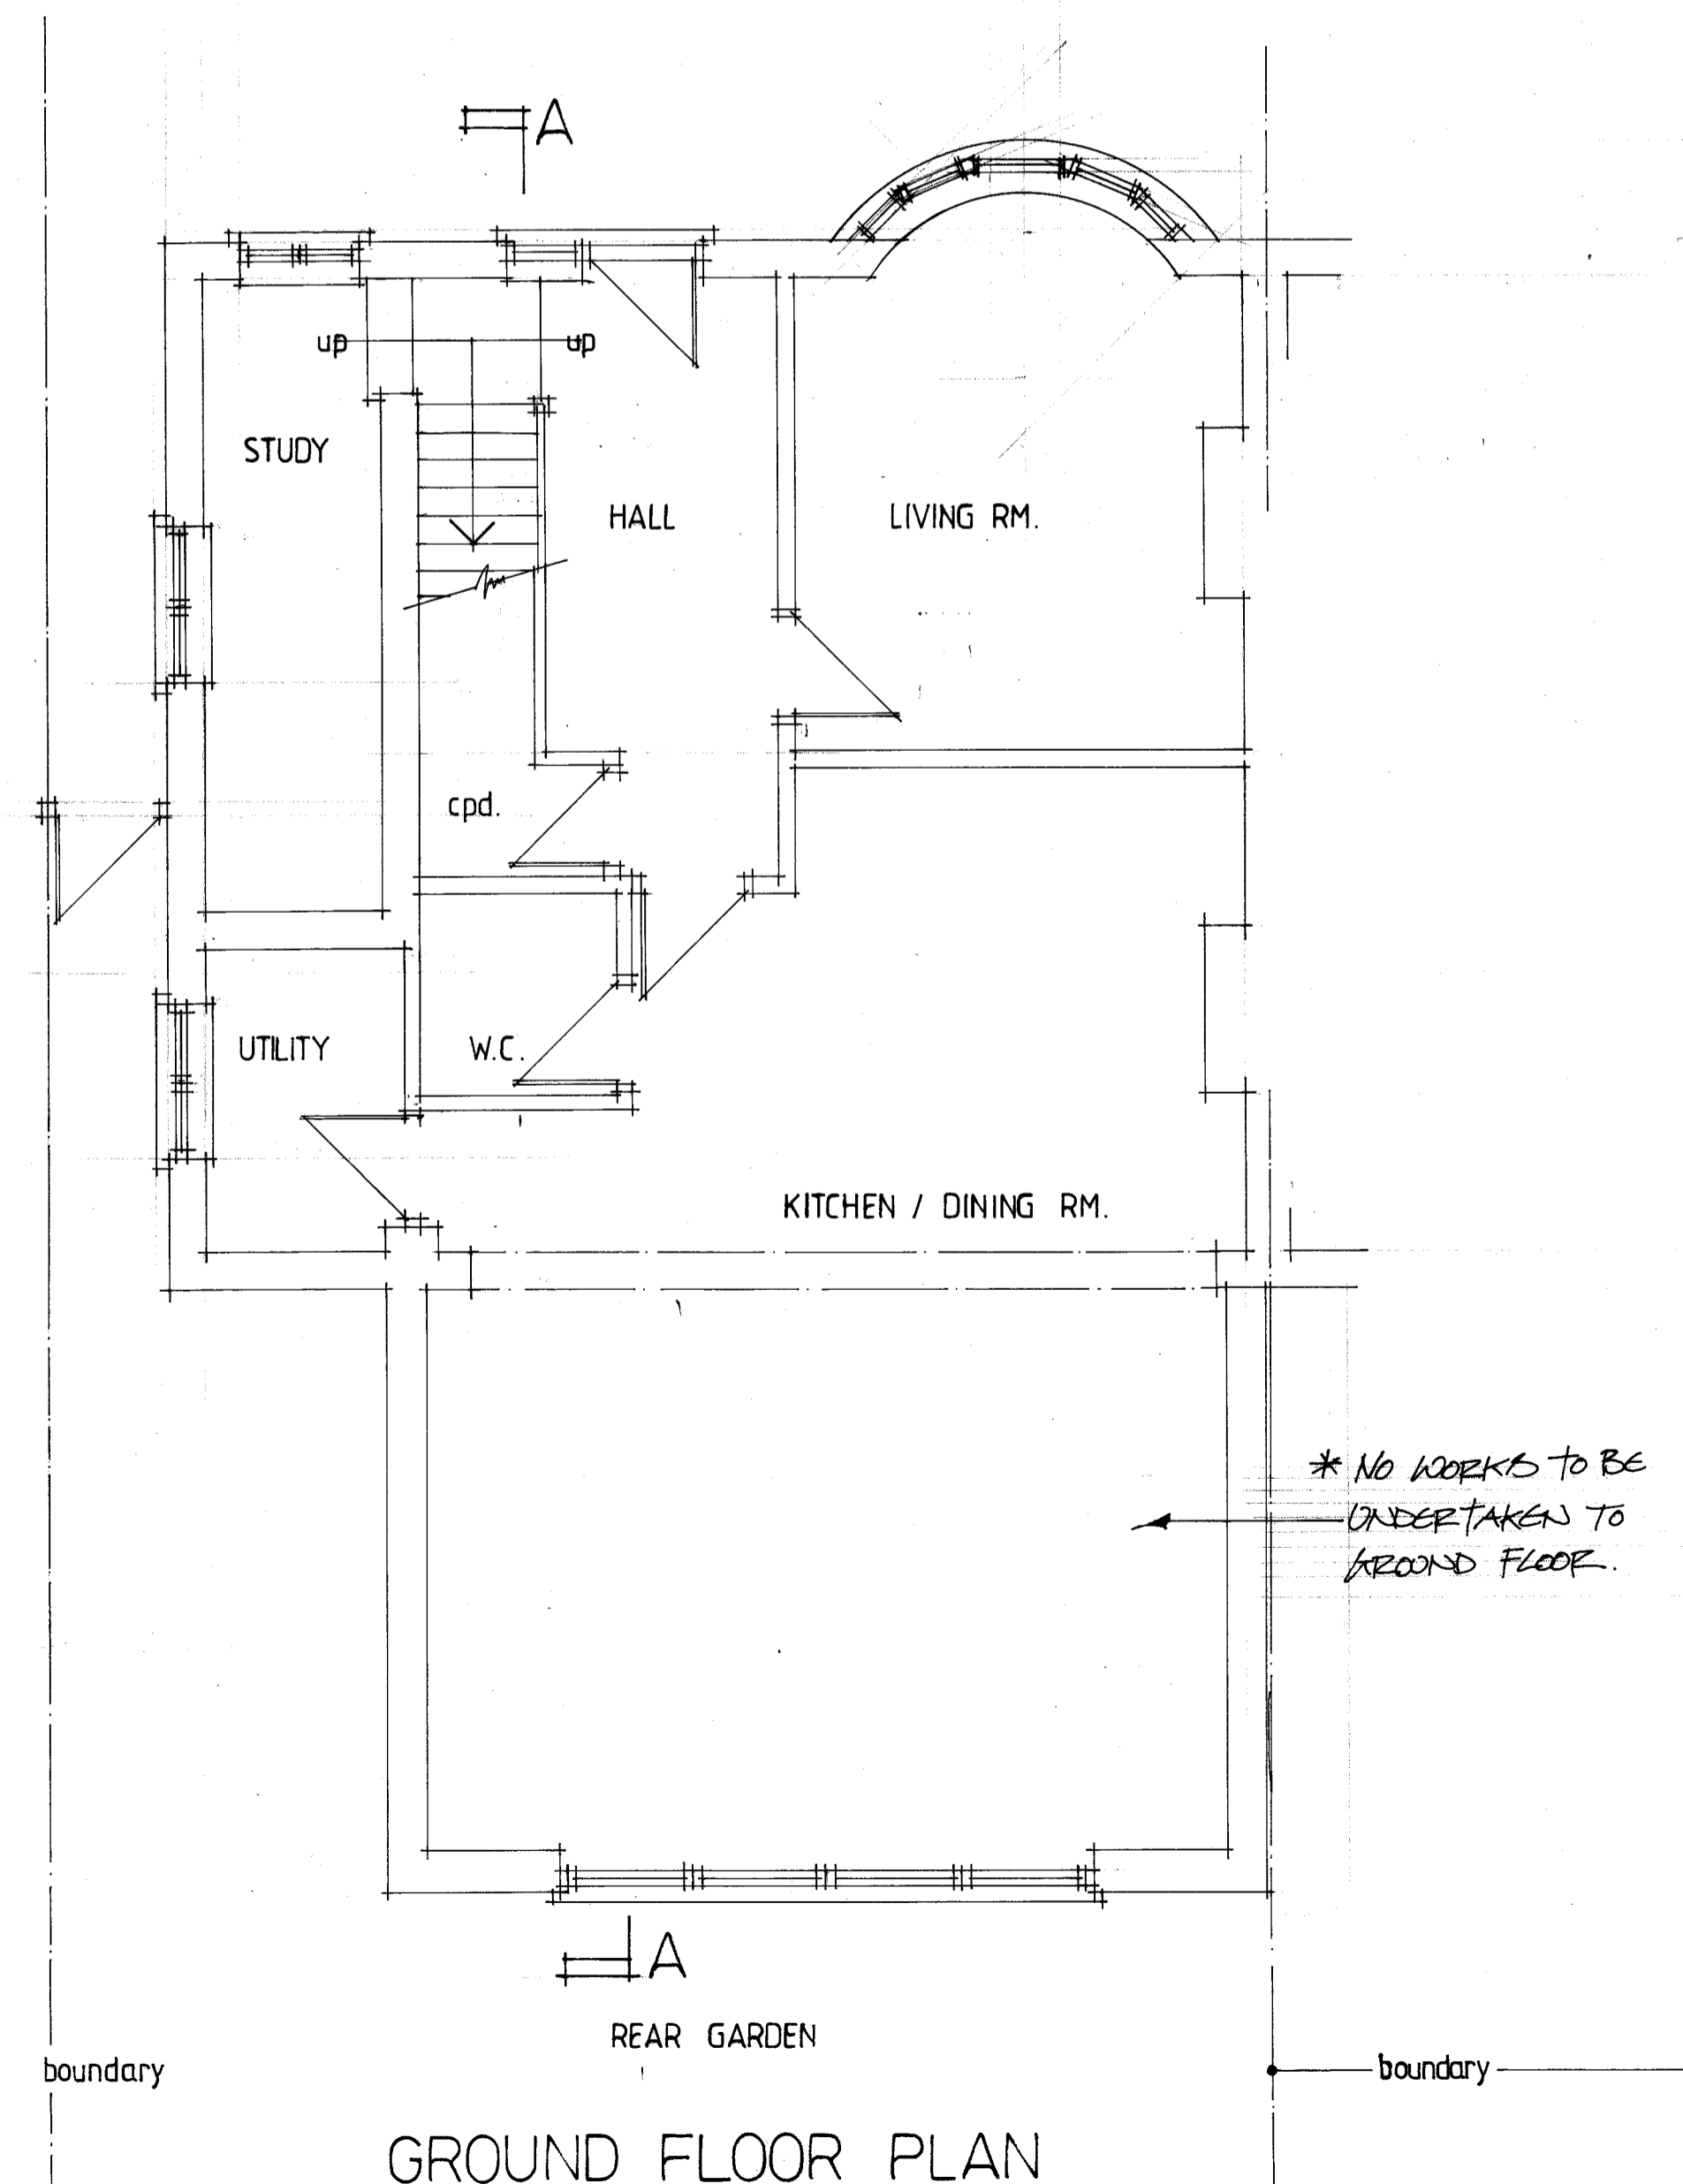 A
up
up
STUDY
HALL
LIVING RM.
cpd.
UTILITY
W.C.
KITCHEN / DINING RM.
* NO WORKS TO BE
UNDERTAKEN TO
GROUND FLOOR.
A
REAR GARDEN
boundary
boundary
GROUND FLOOR PLAN